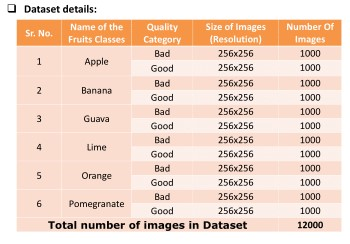 ❑ Dataset details:
Sr. No. Name of the Fruits Classes Quality Category Size of Images (Resolution) Number Of Images
1 Apple Bad 256x256 1000
Good 256x256 1000
2 Banana Bad 256x256 1000
Good 256x256 1000
3 Guava Bad 256x256 1000
Good 256x256 1000
4 Lime Bad 256x256 1000
Good 256x256 1000
5 Orange Bad 256x256 1000
Good 256x256 1000
6 Pomegranate Bad 256x256 1000
Good 256x256 1000
Total number of images in Dataset 12000